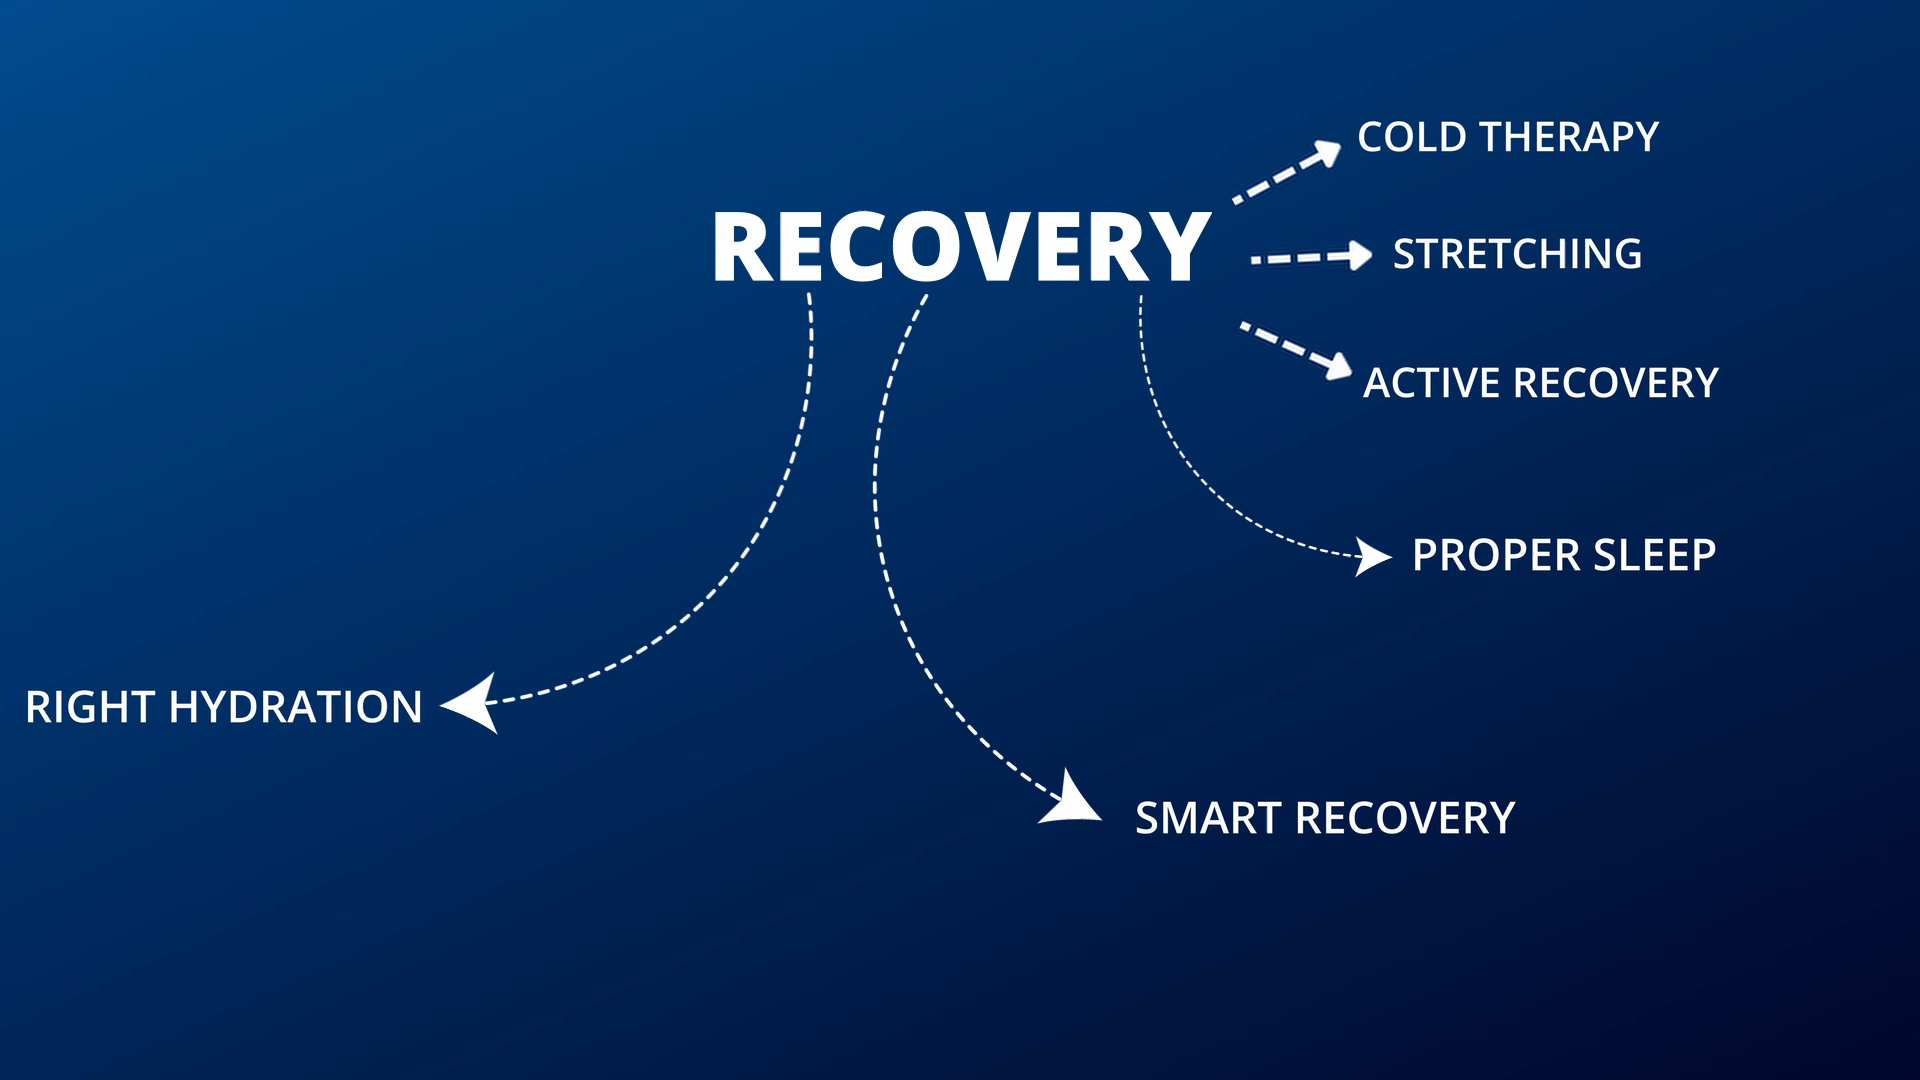 COLD THERAPY
RECOVERY
STRETCHING
ACTIVE RECOVERY
PROPER SLEEP
RIGHT HYDRATION
SMART RECOVERY